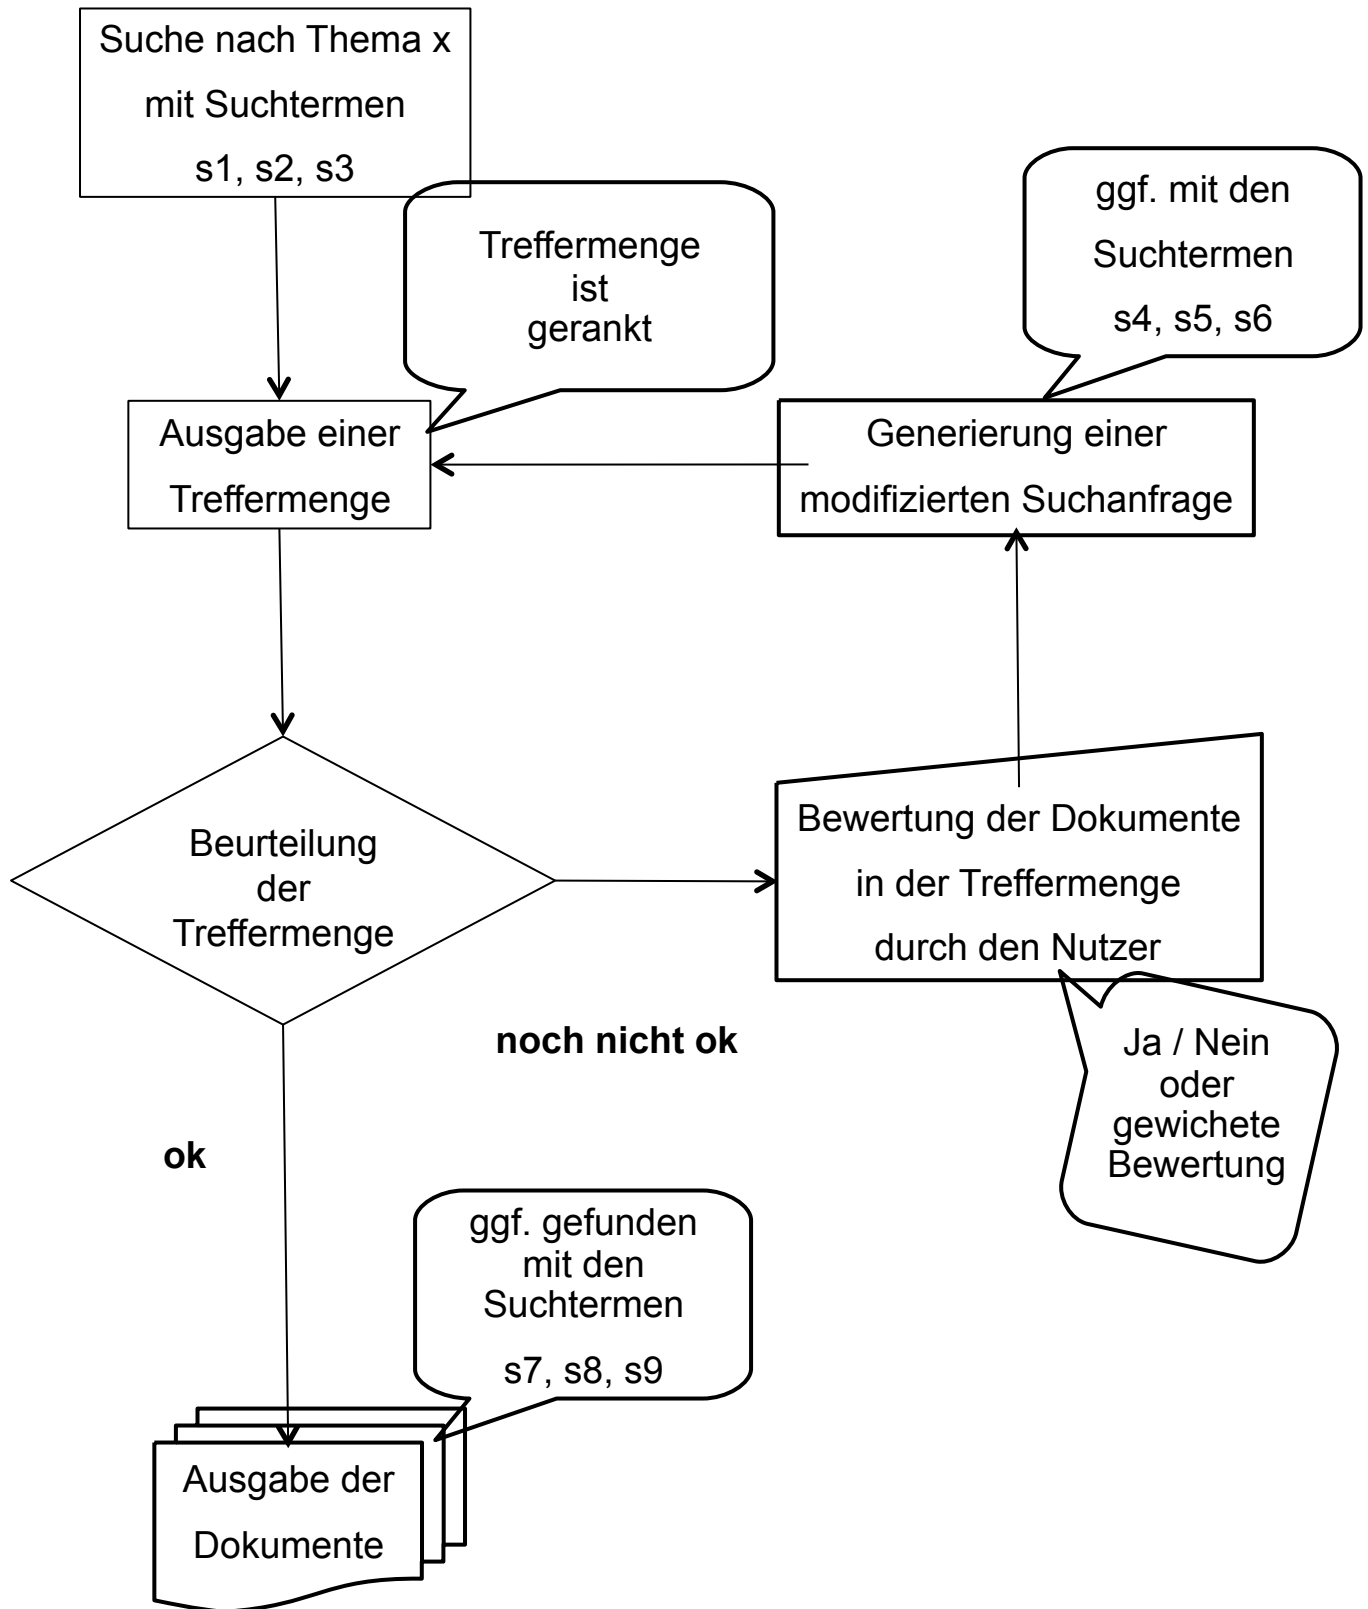 Suche nach Thema x
mit Suchtermen
s1, s2, s3
Treffermenge
ist
gerankt
ggf. mit den
Suchtermen
s4, s5, s6
Ausgabe einer
Treffermenge
Generierung einer
modifizierten Suchanfrage
Beurteilung
der
Treffermenge
Bewertung der Dokumente
in der Treffermenge
durch den Nutzer
noch nicht ok
Ja / Nein
oder
gewichete
Bewertung
ok
ggf. gefunden
mit den
Suchtermen
s7, s8, s9
Ausgabe der
Dokumente